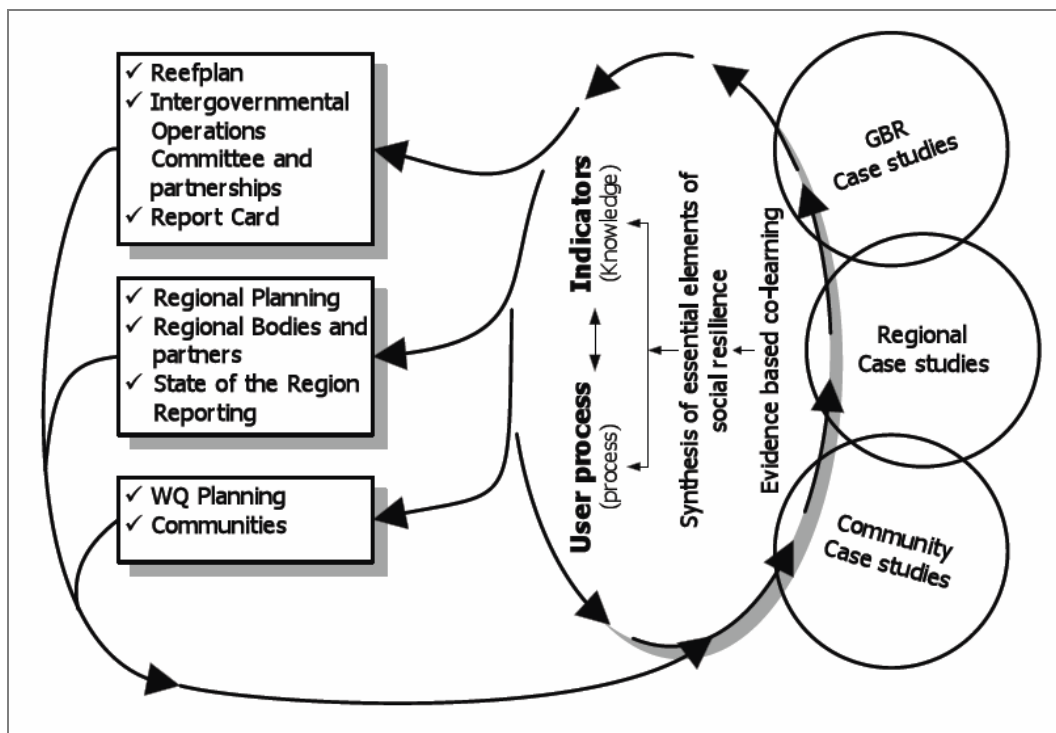 ✓ Reefplan
✓ Intergovernmental
Operations
Committee and
partnerships
✓ Report Card
✓ Regional Planning
✓ Regional Bodies and
partners
✓ State of the Region
Reporting
✓ WQ Planning
✓ Communities
Indicators
(Knowledge)
User process
(process)
Synthesis of essential elements of
social resilience
Evidence based co-learning
GBR
Case studies
Regional
Case studies
Community
Case studies